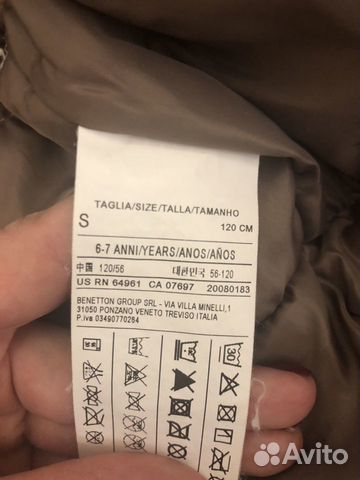 TAGLIA/SIZE/TALLA/TAMANHO
S 120 CM
6-7 ANNI/YEARS/ANOS/AÑOS
中国 120/56 대한민국 56-120
US RN 64961 CA 07697 20080183
BENETTON GROUP SRL - VIA VILLA MINELLI,1
31050 PONZANO VENETO TREVISO ITALIA
P.iva 03490770264
30
Avito